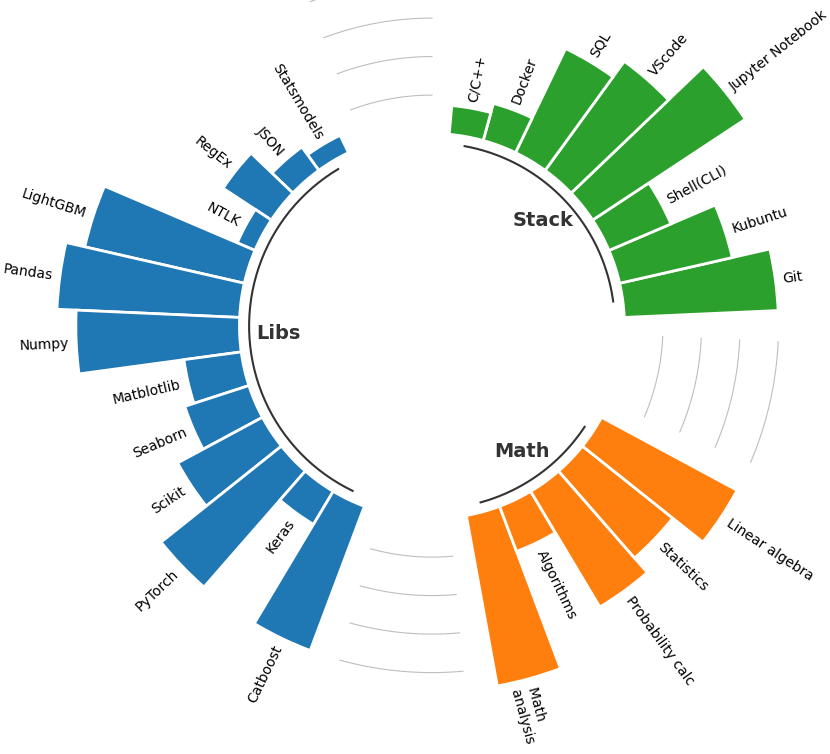 C/C++
Docker
SQL
VScode
Jupyter Notebook
Shell(CLI)
Kubuntu
Git
Stack
Statsmodels
JSON
RegEx
NTLK
LightGBM
Pandas
Numpy
Matblotlib
Seaborn
Scikit
PyTorch
Keras
Catboost
Libs
Math
Linear algebra
Statistics
Probability calc
Algorithms
Math
analysis